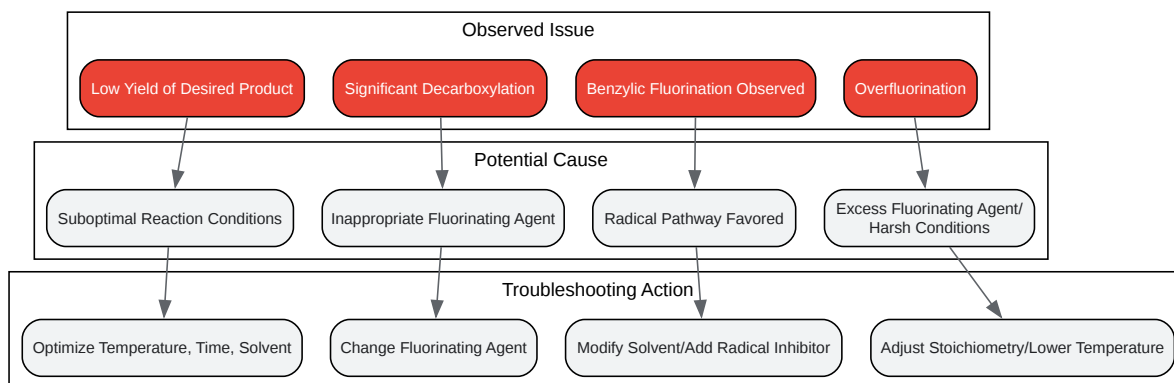 Observed Issue
Low Yield of Desired Product
Significant Decarboxylation
Benzylic Fluorination Observed
Overfluorination
Potential Cause
Suboptimal Reaction Conditions
Inappropriate Fluorinating Agent
Radical Pathway Favored
Excess Fluorinating Agent/
Harsh Conditions
Troubleshooting Action
Optimize Temperature, Time, Solvent
Change Fluorinating Agent
Modify Solvent/Add Radical Inhibitor
Adjust Stoichiometry/Lower Temperature